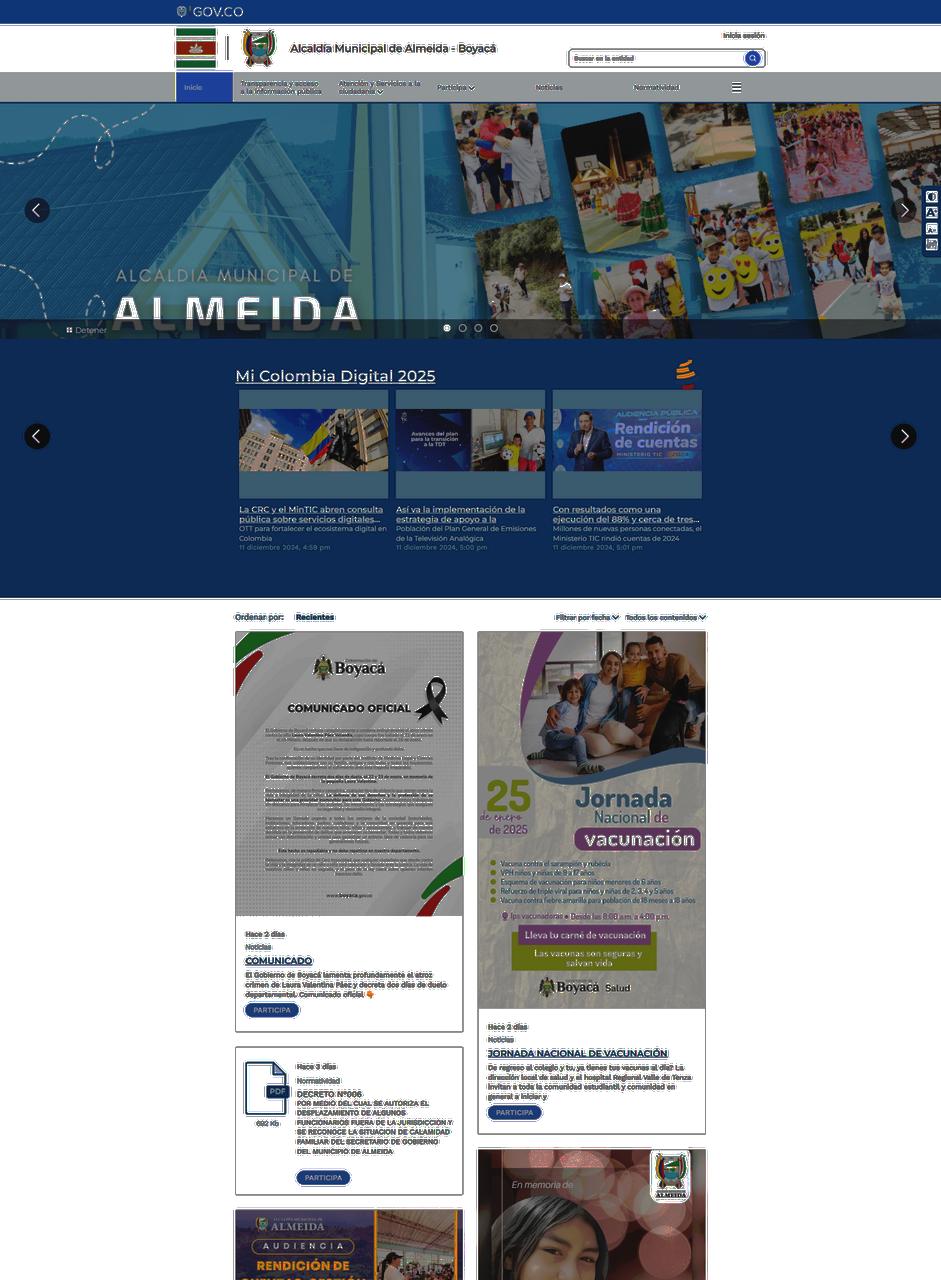 GOV.CO
Alcaldía Municipal de Almeida - Boyacá
Inicia sesión
Buscar en la entidad
Inicio
Transparencia y acceso
a la información pública
Atención y Servicios a la
ciudadanía
Participa
Noticias
Normatividad
ALCALDÍA MUNICIPAL DE
ALMEIDA
Detener
Mi Colombia Digital 2025
Avances del plan
para la transición
a la TDT
AUDIENCIA PÚBLICA
Rendición
de cuentas
MINISTERIO TIC 2024
La CRC y el MinTIC abren consulta
pública sobre servicios digitales...
OTT para fortalecer el ecosistema digital en
Colombia
11 diciembre 2024, 4:59 pm
Así va la implementación de la
estrategia de apoyo a la
Población del Plan General de Emisiones
de la Televisión Analógica
11 diciembre 2024, 5:00 pm
Con resultados como una
ejecución del 88% y cerca de tres...
Millones de nuevas personas conectadas, el
Ministerio TIC rindió cuentas de 2024
11 diciembre 2024, 5:01 pm
Ordenar por:
Recientes
Filtrar por fecha
Todos los contenidos
Boyacá
COMUNICADO OFICIAL
www.boyaca.gov.co
Hace 2 días
Noticias
COMUNICADO
El Gobierno de Boyacá lamenta profundamente el atroz
crimen de Laura Valentina Páez y decreta dos días de duelo
departamental. Comunicado oficial
PARTICIPA
25
de enero
de 2025
Jornada
Nacional de
vacunación
Vacuna contra el sarampión y rubéola
VPH niños y niñas de 9 a 17 años
Esquema de vacunación para niños menores de 6 años
Refuerzo de triple viral para niños y niñas de 2, 3, 4 y 5 años
Vacuna contra fiebre amarilla para población de 18 meses a 18 años
Ips vacunadoras • Desde las 8:00 a.m. a 4:00 p.m.
Lleva tu carné de vacunación
Las vacunas son seguras y
salvan vida
Boyacá Salud
Hace 2 días
Noticias
JORNADA NACIONAL DE VACUNACIÓN
De regreso al colegio y tu, ya tienes tus vacunas al día? La
dirección local de salud y el hospital Regional Valle de Tenza
invitan a toda la comunidad estudiantil y comunidad en
general a iniciar y
PARTICIPA
PDF
692 Kb
Hace 3 días
Normatividad
DECRETO N°006
POR MEDIO DEL CUAL SE AUTORIZA EL
DESPLAZAMIENTO DE ALGUNOS
FUNCIONARIOS FUERA DE LA JURISDICCIÓN Y
SE RECONOCE LA SITUACION DE CALAMIDAD
FAMILIAR DEL SECRETARIO DE GOBIERNO
DEL MUNICIPIO DE ALMEIDA
PARTICIPA
En memoria de
ALMEIDA
ALMEIDA
AUDIENCIA
RENDICIÓN DE